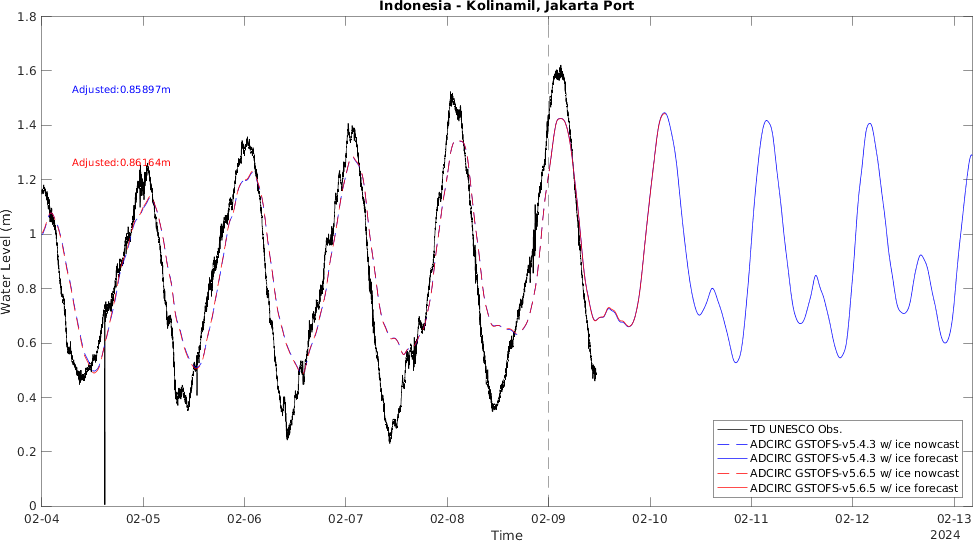 Indonesia - Kolinamil, Jakarta Port
1.8
1.6
1.4
1.2
1
0.8
0.6
0.4
0.2
0
Water Level (m)
Adjusted:0.85897m
Adjusted:0.86164m
TD UNESCO Obs.
ADCIRC GSTOFS-v5.4.3 w/ ice nowcast
ADCIRC GSTOFS-v5.4.3 w/ ice forecast
ADCIRC GSTOFS-v5.6.5 w/ ice nowcast
ADCIRC GSTOFS-v5.6.5 w/ ice forecast
02-04 02-05 02-06 02-07 02-08 02-09 02-10 02-11 02-12 02-13
Time
2024